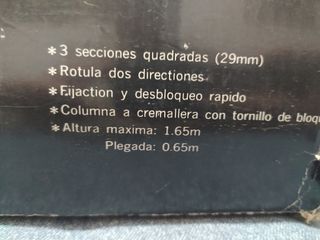 *3 secciones quadradas (29mm)
*Rotula dos directiones
*Fijaction y desbloqueo rapido
*Columna a cremallera con tornillo de bloqu
*Altura maxima: 1.65m
Plegada: 0.65m